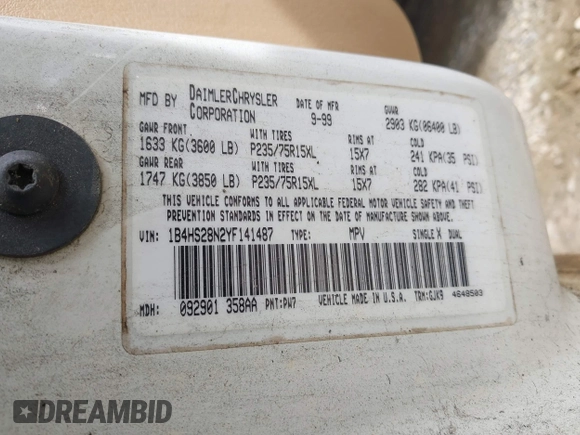 MFD BY DAIMLERCHRYSLER CORPORATION DATE OF MFR 9-99 GVWR 2903 KG(06400 LB)
GAWR FRONT WITH TIRES RIMS AT COLD
1633 KG(3600 LB) P235/75R15XL 15X7 241 KPA(35 PSI)
GAWR REAR WITH TIRES RIMS AT COLD
1747 KG(3850 LB) P235/75R15XL 15X7 282 KPA(41 PSI)
THIS VEHICLE CONFORMS TO ALL APPLICABLE FEDERAL MOTOR VEHICLE SAFETY AND
THEFT PREVENTION STANDARDS IN EFFECT ON THE DATE OF MANUFACTURE SHOWN ABOVE.
VIN: 1B4HS28N2YF141487 TYPE: MPV SINGLE X DUAL
MDH: 092901 358AA PNT:PW7 VEHICLE MADE IN U.S.A. TRM:GJK9 4648503
DREAMBID